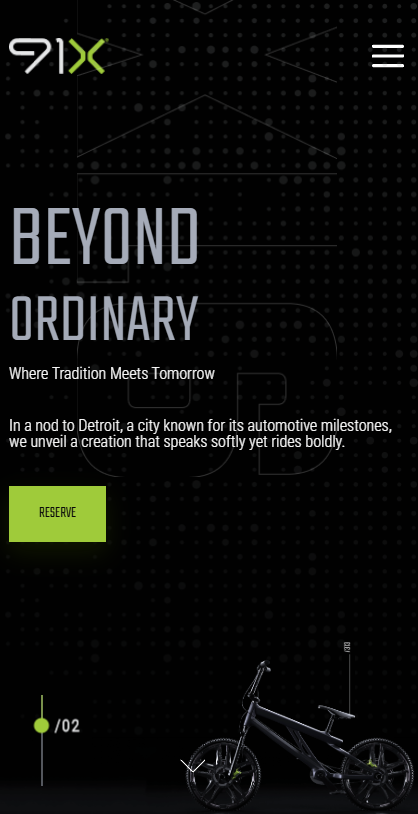 91X
BEYOND
ORDINARY
Where Tradition Meets Tomorrow
In a nod to Detroit, a city known for its automotive milestones,
we unveil a creation that speaks softly yet rides boldly.
RESERVE
/02